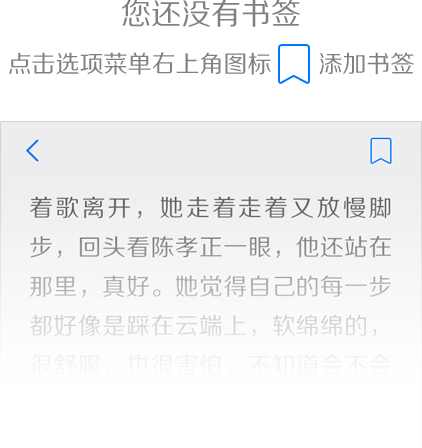 您还没有书签
点击选项菜单右上角图标 添加书签
着歌离开，她走着走着又放慢脚
步，回头看陈孝正一眼，他还站在
那里，真好。她觉得自己的每一步
都好像是踩在云端上，软绵绵的，
很舒服，也很害怕，不知道会不会